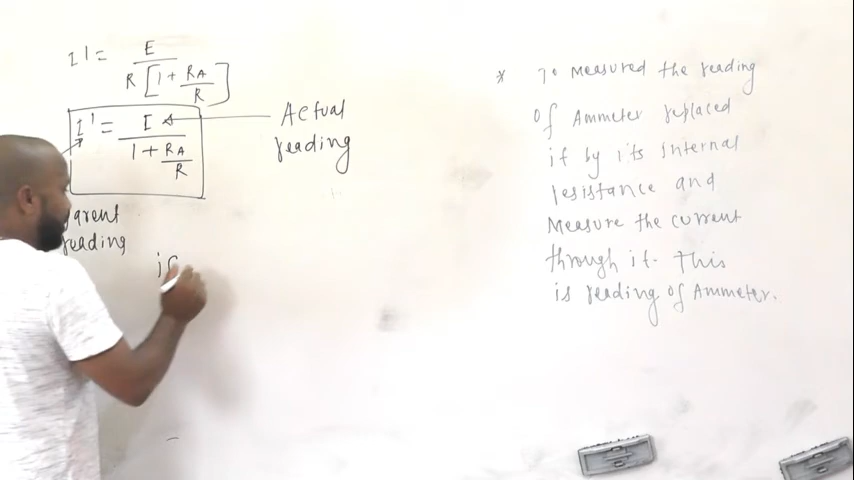 I' = E / R [1 + RA/R]
I' = I / 1 + RA/R
Actual
reading
reading
if
* To measured the reading
of Ammeter replaced
it by its internal
resistance and
Measure the current
through it. This
is reading of Ammeter.